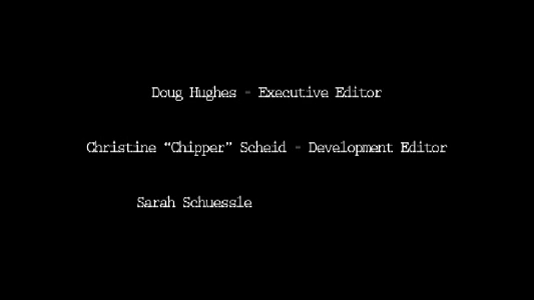 Doug Hughes - Executive Editor
Christine “Chipper” Scheid - Development Editor
Sarah Schuessle